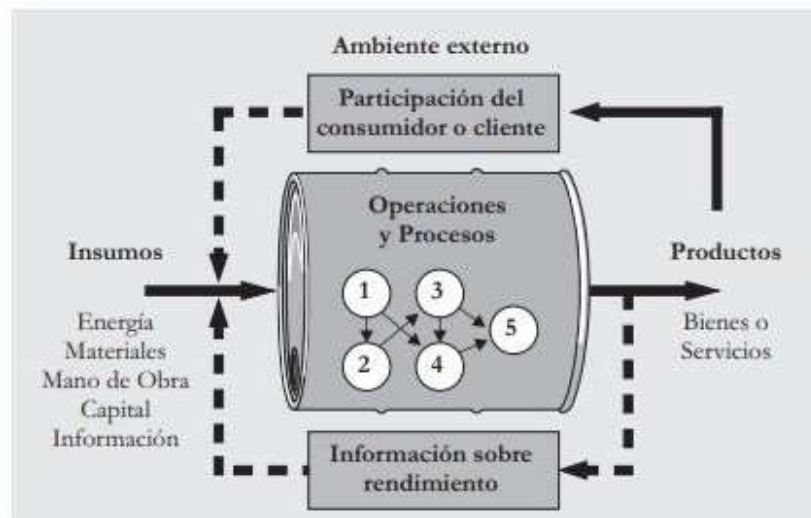 Ambiente externo
Participación del
consumidor o cliente
Operaciones
y Procesos
Insumos
Productos
1
3
5
2
4
Energía
Materiales
Mano de Obra
Capital
Información
Bienes o
Servicios
Información sobre
rendimiento